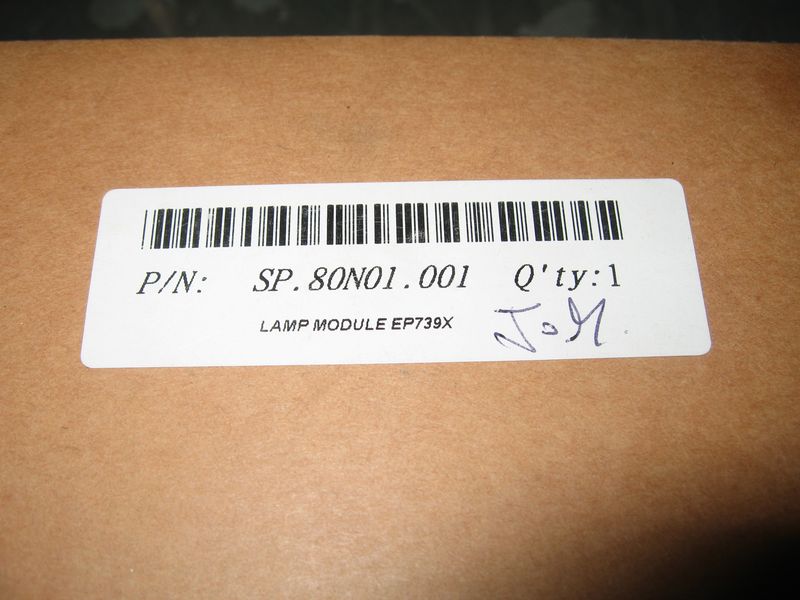 P/N: SP.80N01.001 Q'ty:1
LAMP MODULE EP739X